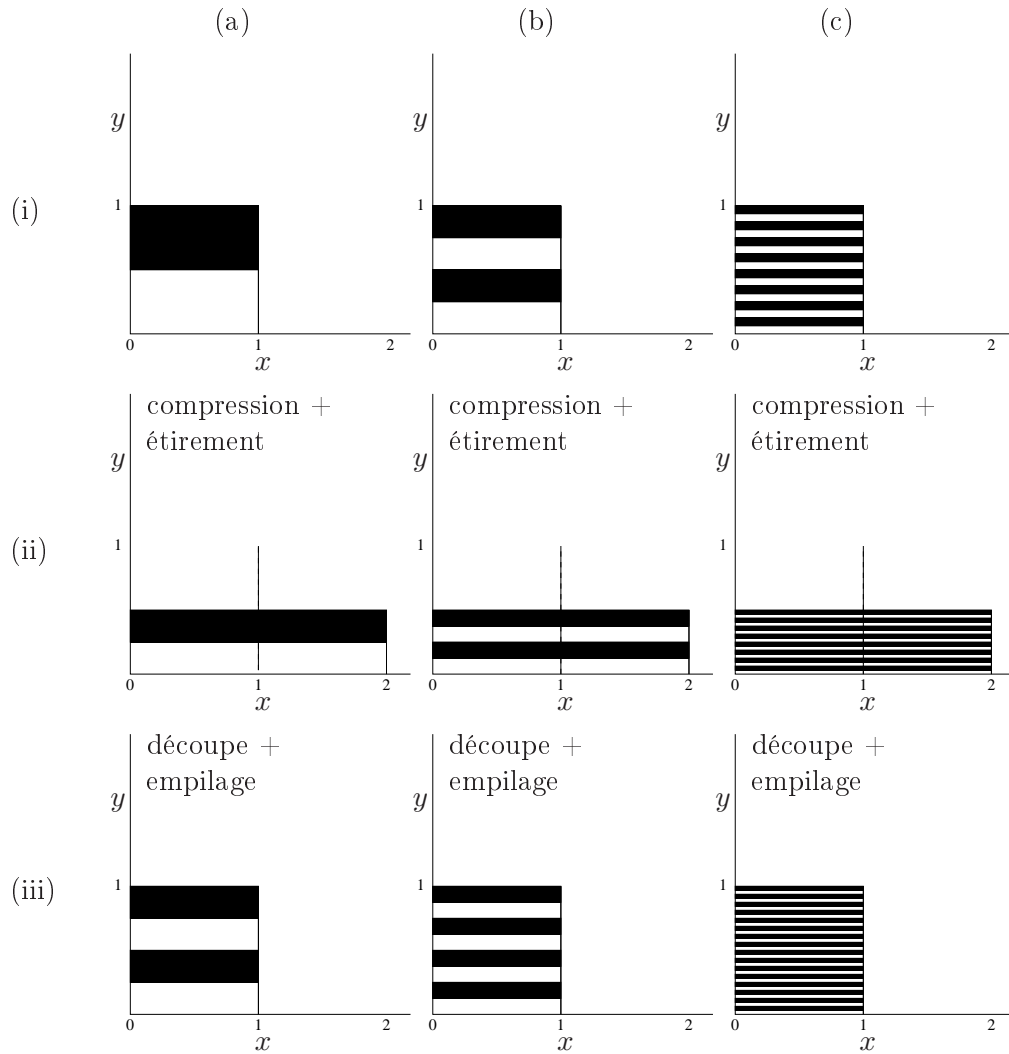 (a) (b) (c)
(i)
y y y
1 1 1
0 1 2 0 1 2 0 1 2
x x x
compression + compression + compression +
étirement étirement étirement
y y y
(ii)
1 1 1
0 1 2 0 1 2 0 1 2
x x x
découpe + découpe + découpe +
empilage empilage empilage
y y y
(iii)
1 1 1
0 1 2 0 1 2 0 1 2
x x x